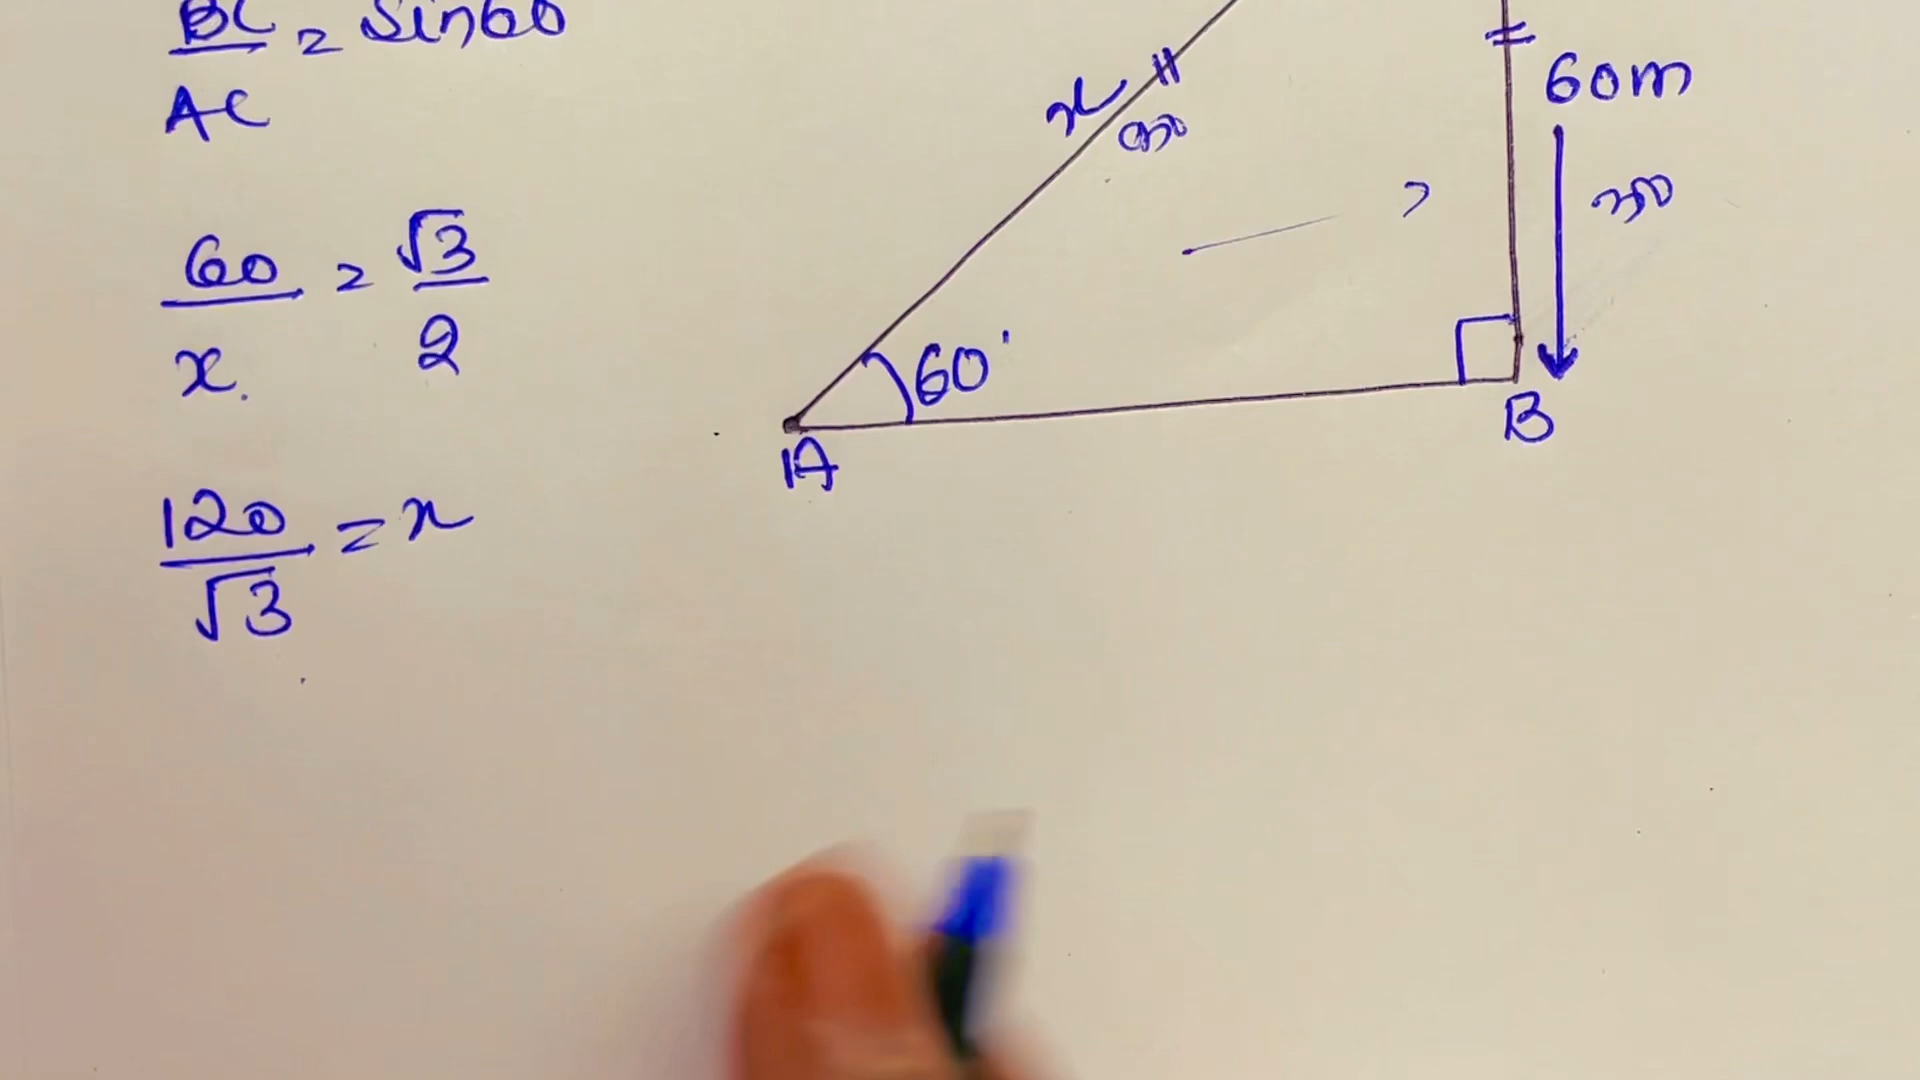 BC/AC = Sin60
60/x = √3/2
120/√3 = x
x
60m
60°
A
B